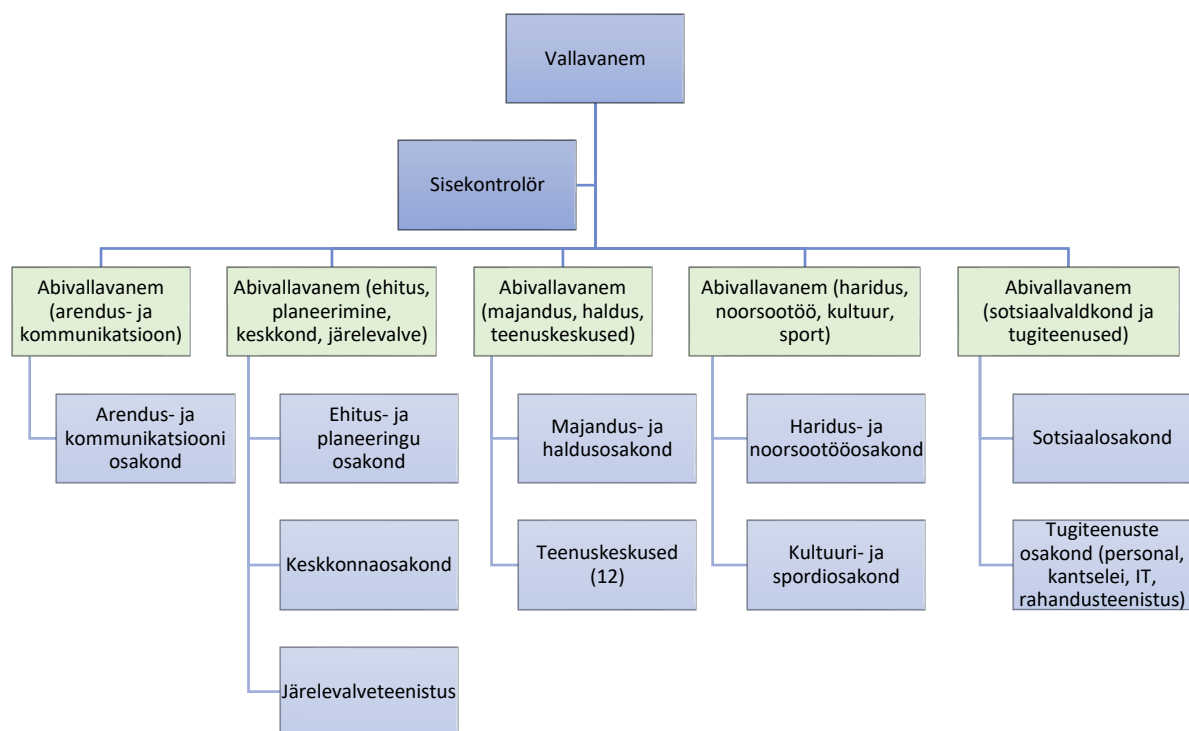 Vallavanem
Sisekontrolör
Abivallavanem
(arendus- ja
kommunikatsioon)
Abivallavanem (ehitus,
planeerimine,
keskkond, järelevalve)
Abivallavanem
(majandus, haldus,
teenuskeskused)
Abivallavanem (haridus,
noorsootöö, kultuur,
sport)
Abivallavanem
(sotsiaalvaldkond ja
tugiteenused)
Arendus- ja
kommunikatsiooni
osakond
Ehitus- ja
planeeringu
osakond
Majandus- ja
haldusosakond
Haridus- ja
noorsootööosakond
Sotsiaalosakond
Keskkonnaosakond
Teenuskeskused
(12)
Kultuuri- ja
spordiosakond
Tugiteenuste
osakond (personal,
kantselei, IT,
rahandusteenistus)
Järelevalveteenistus